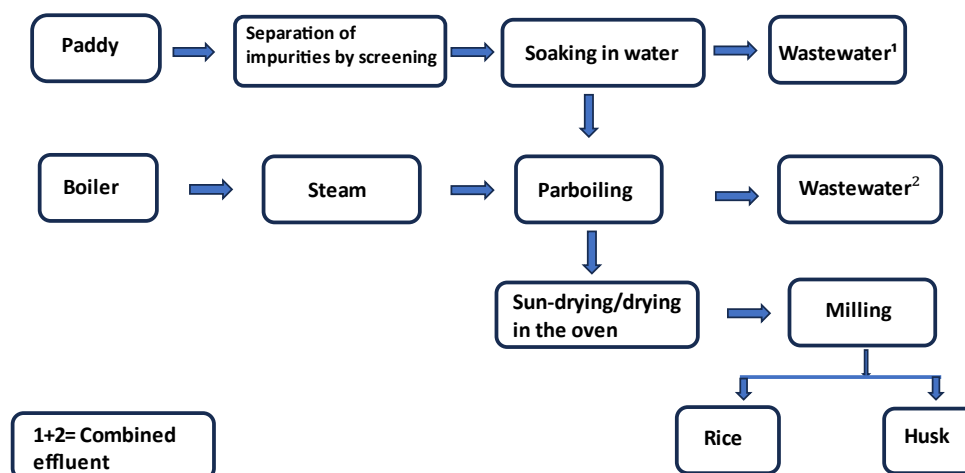 Paddy
Separation of
impurities by screening
Soaking in water
Wastewater¹
Boiler
Steam
Parboiling
Wastewater²
Sun-drying/drying
in the oven
Milling
Rice
Husk
1+2= Combined
effluent